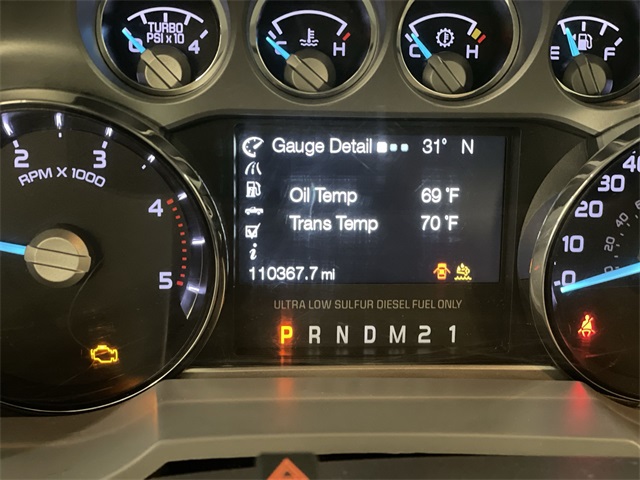 TURBO
PSI x 10
0 4
C H
C H
E F
2 3 4 5
RPM X 1000
Gauge Detail 31° N
Oil Temp 69 °F
Trans Temp 70 °F
110367.7 mi
ULTRA LOW SULFUR DIESEL FUEL ONLY
P R N D M 2 1
40
30
20
10
0